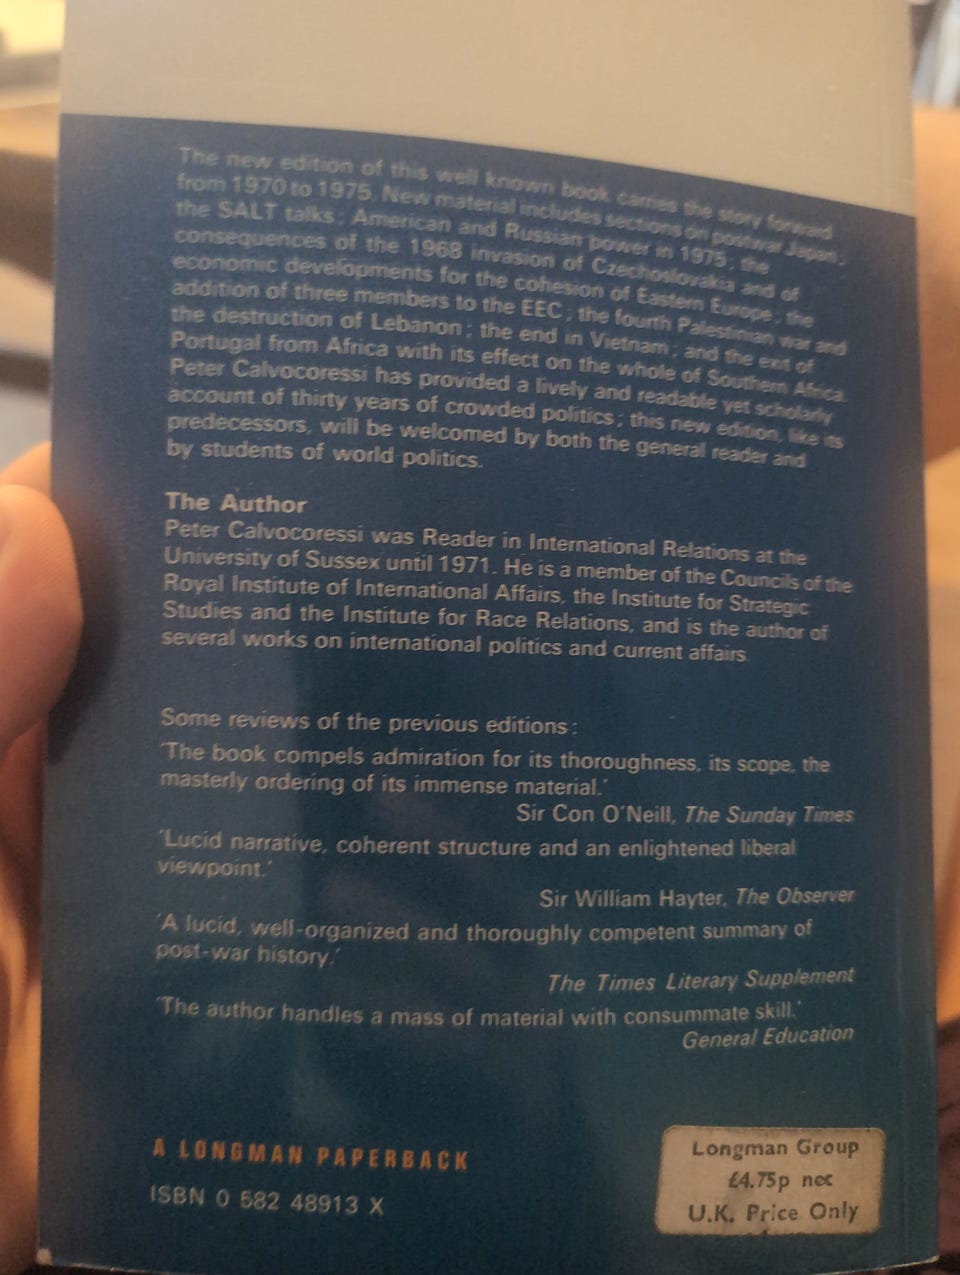 The new edition of this well known book carries the story forward
from 1970 to 1975. New material includes sections on postwar Japan;
the SALT talks; American and Russian power in 1975; the
consequences of the 1968 invasion of Czechoslovakia and of
economic developments for the cohesion of Eastern Europe; the
addition of three members to the EEC; the fourth Palestinian war and
the destruction of Lebanon; the end in Vietnam; and the exit of
Portugal from Africa with its effect on the whole of Southern Africa.
Peter Calvocoressi has provided a lively and readable yet scholarly
account of thirty years of crowded politics; this new edition, like its
predecessors, will be welcomed by both the general reader and
by students of world politics.
The Author
Peter Calvocoressi was Reader in International Relations at the
University of Sussex until 1971. He is a member of the Councils of the
Royal Institute of International Affairs, the Institute for Strategic
Studies and the Institute for Race Relations, and is the author of
several works on international politics and current affairs.
Some reviews of the previous editions:
'The book compels admiration for its thoroughness, its scope, the
masterly ordering of its immense material.'
Sir Con O'Neill, The Sunday Times
'Lucid narrative, coherent structure and an enlightened liberal
viewpoint.'
Sir William Hayter, The Observer
'A lucid, well-organized and thoroughly competent summary of
post-war history.'
The Times Literary Supplement
'The author handles a mass of material with consummate skill.'
General Education
A LONGMAN PAPERBACK
ISBN 0 582 48913 X
Longman Group
£4.75p net
U.K. Price Only